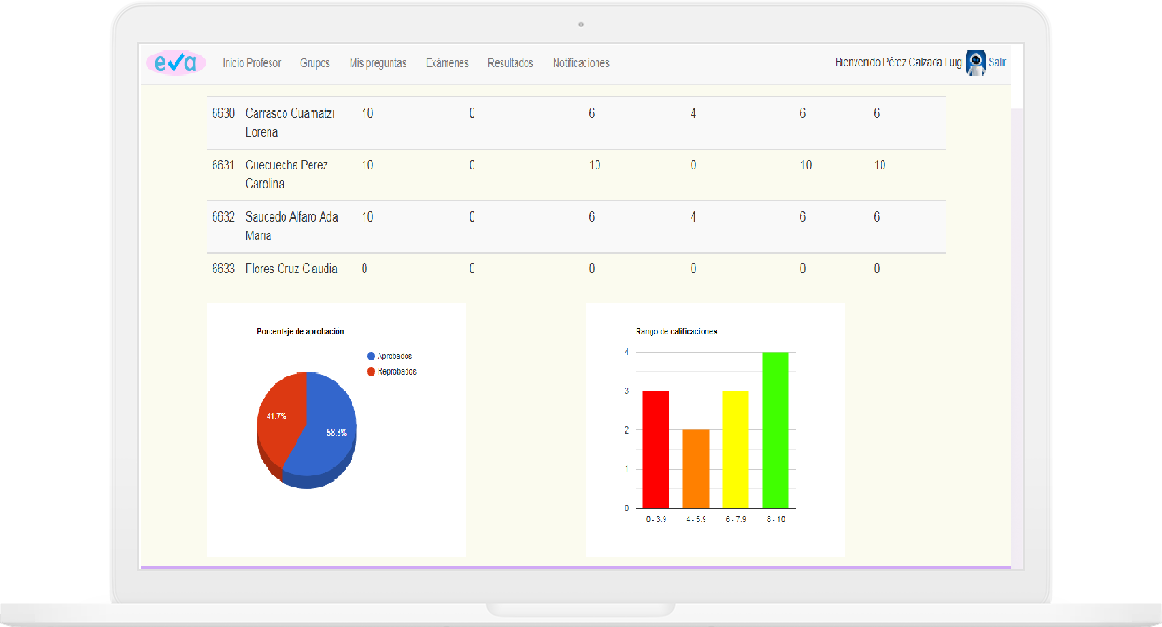 eva
Inicio Profesor Grupos Mis preguntas Exámenes Resultados Notificaciones Bienvenido Pérez Calzada Luigi Salir
6630 Carrasco Cuamatzi 10 0 6 4 6 6
Lorena
6631 Cuecuecha Pérez 10 0 10 0 10 10
Carolina
6632 Saucedo Alfaro Ada 10 0 6 4 6 6
María
6633 Flores Cruz Claudia 0 0 0 0 0 0
Porcentaje de aprobación
Aprobados
Reprobados
41.7%
58.3%
Rango de calificaciones
4
3
2
1
0
0 - 3.9 4 - 5.9 6 - 7.9 8 - 10